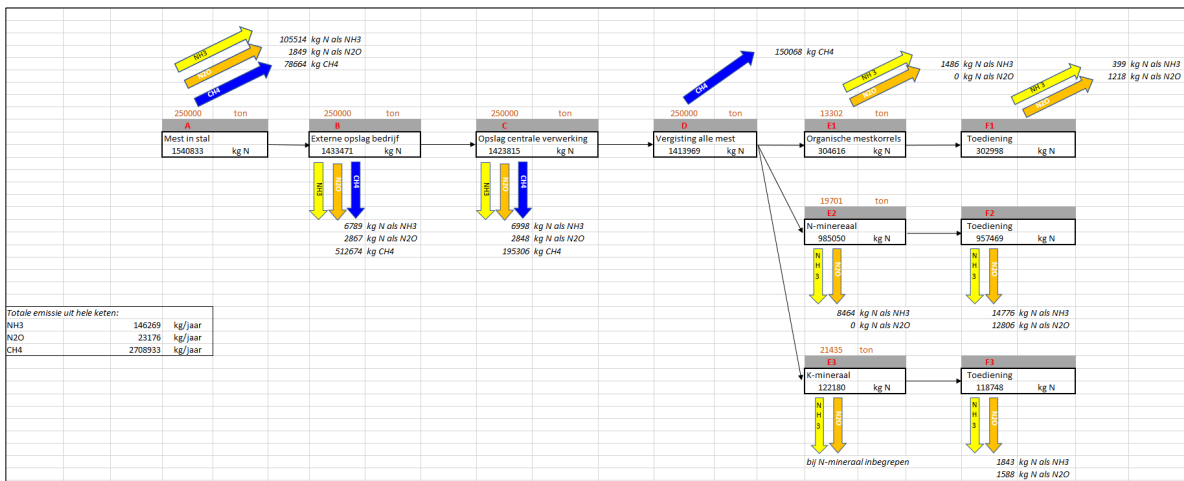 105514 kg N als NH3
1849 kg N als N2O
78664 kg CH4
NH3
N2O
CH4
150068 kg CH4
CH4
1486 kg N als NH3
0 kg N als N2O
NH 3
N2O
399 kg N als NH3
1218 kg N als N2O
NH 3
N2O
250000 ton
250000 ton
250000 ton
250000 ton
13302 ton
A
B
C
D
E1
F1
Mest in stal
1540833 kg N
Externe opslag bedrijf
1433471 kg N
Opslag centrale verwerking
1423815 kg N
Vergisting alle mest
1413969 kg N
Organische mestkorrels
304616 kg N
Toediening
302998 kg N
NH3
N2O
CH4
6789 kg N als NH3
2867 kg N als N2O
512674 kg CH4
NH3
N2O
CH4
6998 kg N als NH3
2848 kg N als N2O
195306 kg CH4
19701 ton
E2
F2
N-minereaal
985050 kg N
Toediening
957469 kg N
NH3
N2O
NH3
N2O
8464 kg N als NH3
0 kg N als N2O
14776 kg N als NH3
12806 kg N als N2O
Totale emissie uit hele keten:
NH3 146269 kg/jaar
N2O 23176 kg/jaar
CH4 2708933 kg/jaar
21435 ton
E3
F3
K-mineraal
122180 kg N
Toediening
118748 kg N
NH3
N2O
NH3
N2O
bij N-mineraal inbegrepen
1843 kg N als NH3
1588 kg N als N2O